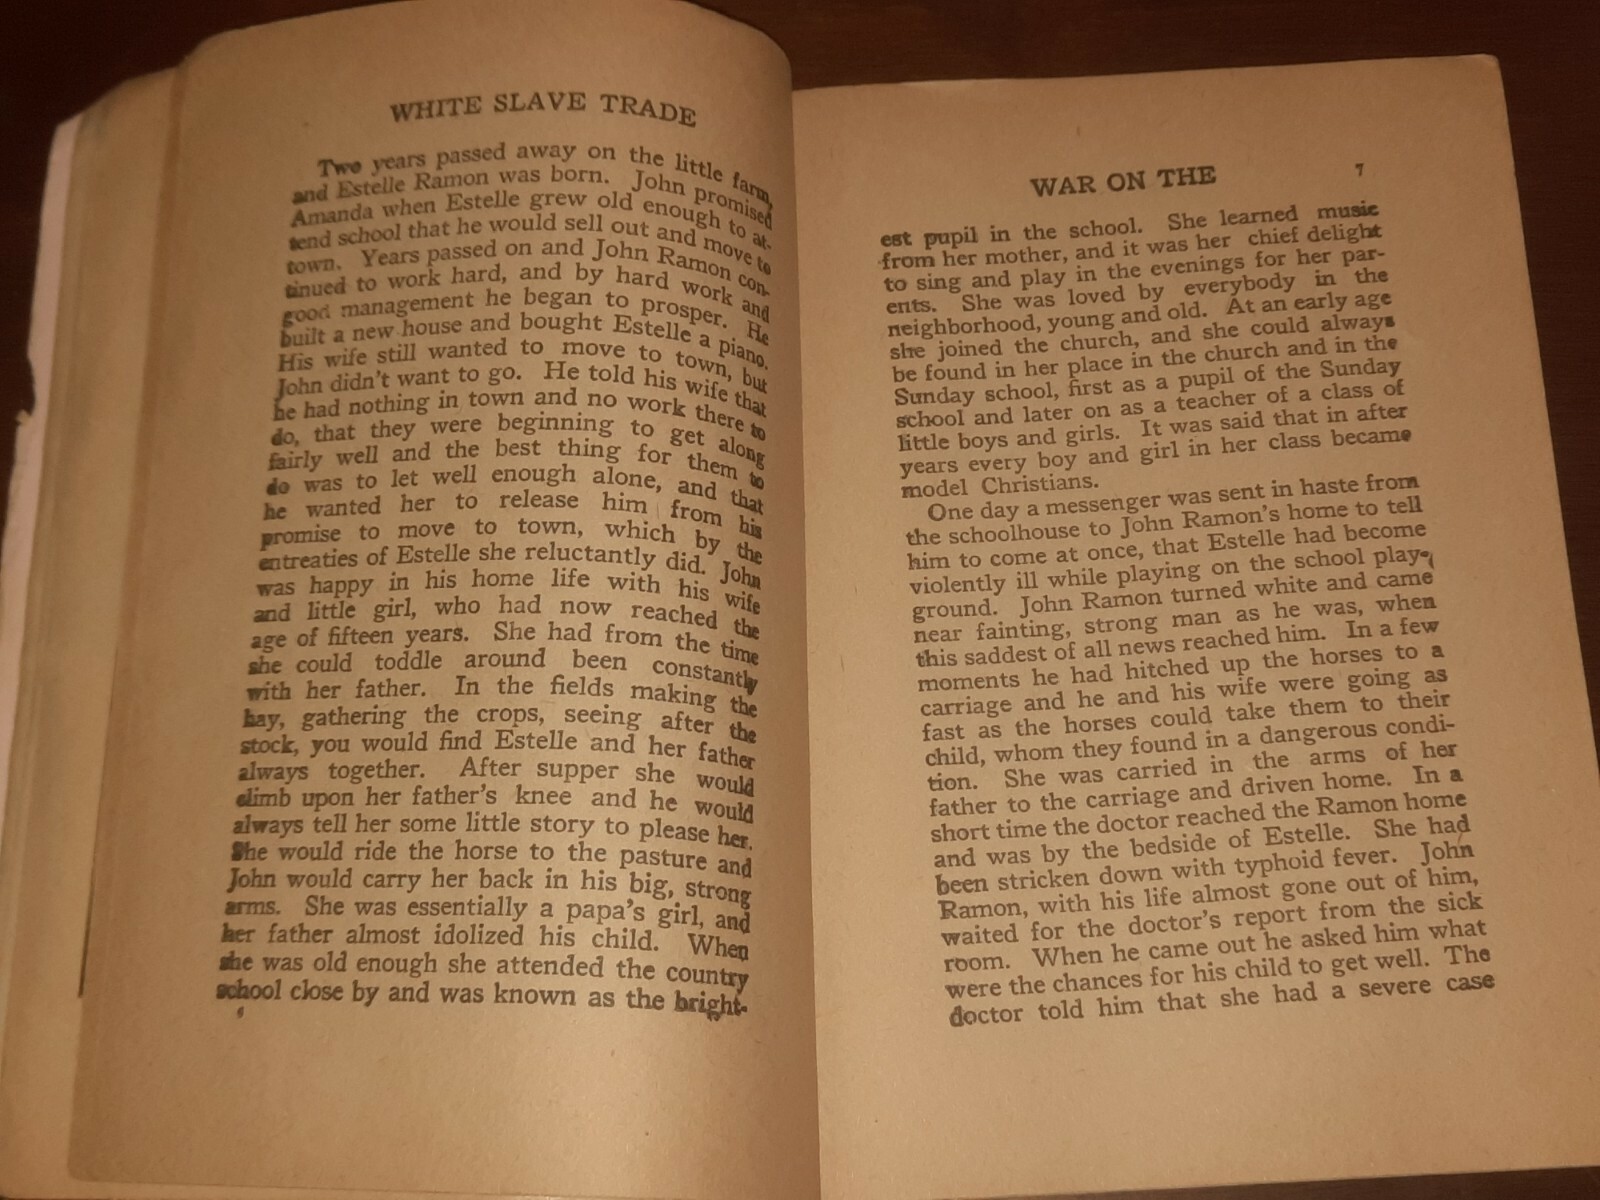 WHITE SLAVE TRADE
Two years passed away on the little farm,
and Estelle Ramon was born. John promised
Amanda when Estelle grew old enough to at-
tend school that he would sell out and move to
town. Years passed on and John Ramon con-
tinued to work hard, and by hard work and
good management he began to prosper. He
built a new house and bought Estelle a piano.
His wife still wanted to move to town, but
John didn't want to go. He told his wife that
he had nothing in town and no work there to
do, that they were beginning to get along
fairly well and the best thing for them to
do was to let well enough alone, and that
he wanted her to release him from his
promise to move to town, which by the
entreaties of Estelle she reluctantly did. John
was happy in his home life with his wife
and little girl, who had now reached the
age of fifteen years. She had from the time
she could toddle around been constantly
with her father. In the fields making the
hay, gathering the crops, seeing after the
stock, you would find Estelle and her father
always together. After supper she would
climb upon her father's knee and he would
always tell her some little story to please her.
She would ride the horse to the pasture and
John would carry her back in his big, strong
arms. She was essentially a papa's girl, and
her father almost idolized his child. When
she was old enough she attended the country
school close by and was known as the bright-
6
WAR ON THE 7
est pupil in the school. She learned music
from her mother, and it was her chief delight
to sing and play in the evenings for her par-
ents. She was loved by everybody in the
neighborhood, young and old. At an early age
she joined the church, and she could always
be found in her place in the church and in the
Sunday school, first as a pupil of the Sunday
school and later on as a teacher of a class of
little boys and girls. It was said that in after
years every boy and girl in her class became
model Christians.
One day a messenger was sent in haste from
the schoolhouse to John Ramon's home to tell
him to come at once, that Estelle had become
violently ill while playing on the school play-
ground. John Ramon turned white and came
near fainting, strong man as he was, when
this saddest of all news reached him. In a few
moments he had hitched up the horses to a
carriage and he and his wife were going as
fast as the horses could take them to their
child, whom they found in a dangerous condi-
tion. She was carried in the arms of her
father to the carriage and driven home. In a
short time the doctor reached the Ramon home
and was by the bedside of Estelle. She had
been stricken down with typhoid fever. John
Ramon, with his life almost gone out of him,
waited for the doctor's report from the sick
room. When he came out he asked him what
were the chances for his child to get well. The
doctor told him that she had a severe case